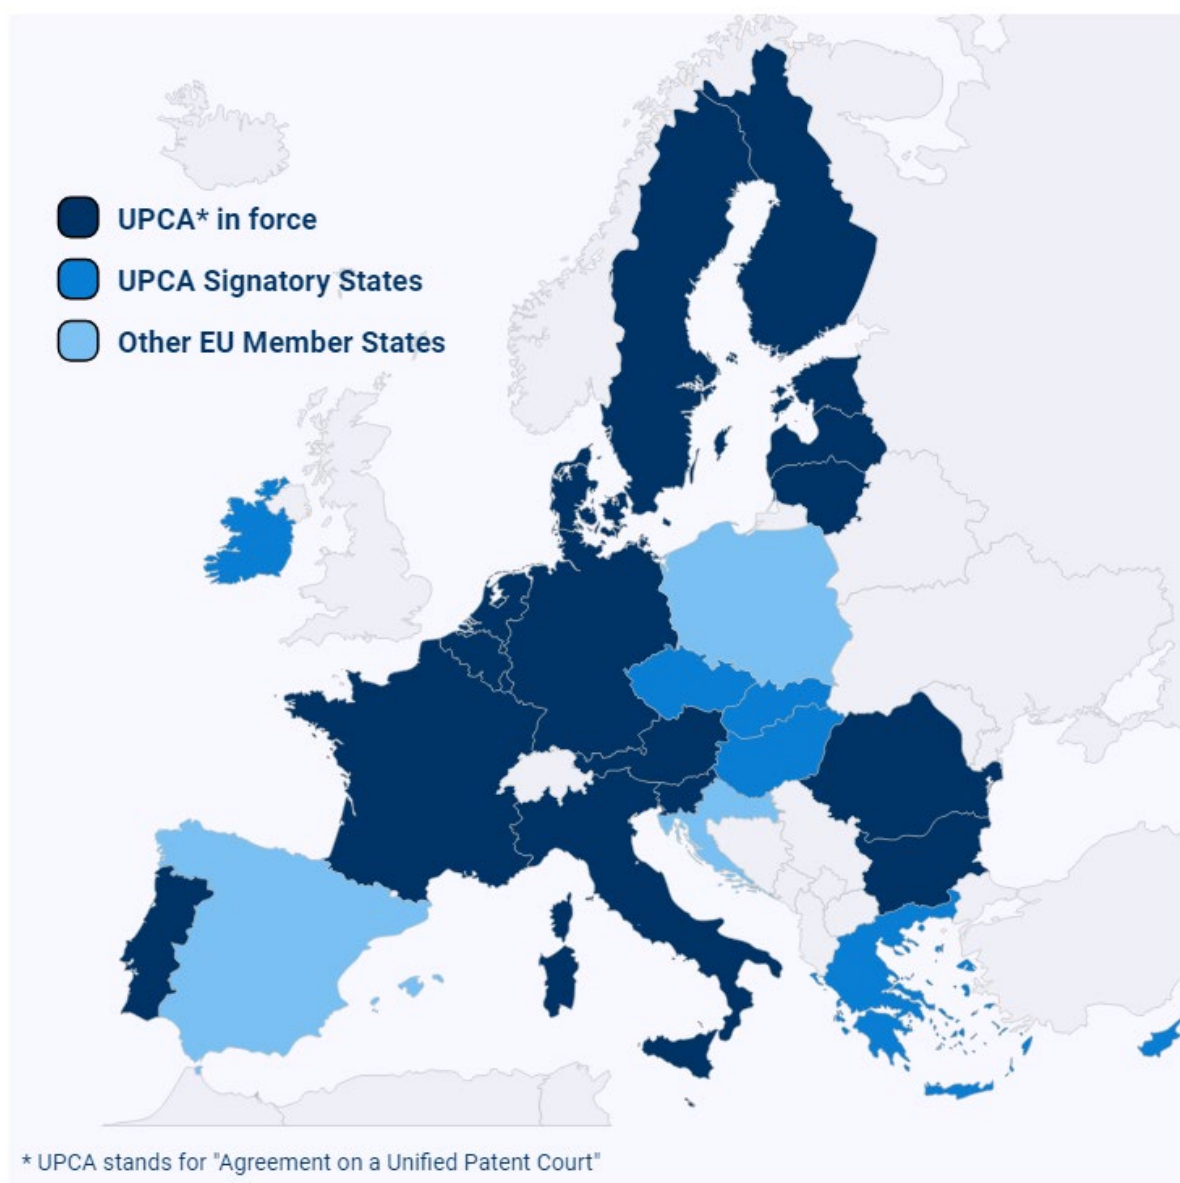 UPCA* in force
UPCA Signatory States
Other EU Member States
* UPCA stands for "Agreement on a Unified Patent Court"